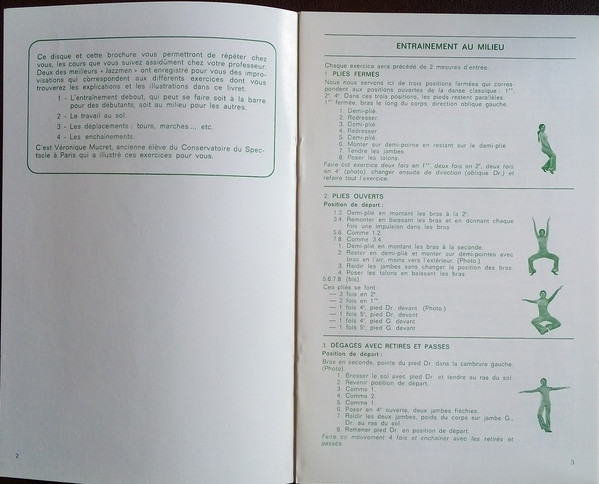 Ce disque et cette brochure vous permettront de répéter chez
vous, les cours que vous suivez assidûment chez votre professeur.
Deux des meilleurs « Jazzmen » ont enregistré pour vous des impro-
visations qui correspondent aux différents exercices dont vous
trouverez les explications et les illustrations dans ce livret.
1 - L'entraînement debout, qui peut se faire soit à la barre
pour des débutants, soit au milieu pour les autres.
2 - Le travail au sol.
3 - Les déplacements : tours, marches..., etc.
4 - Les enchaînements.
C'est Véronique Mucret, ancienne élève du Conservatoire du Spec-
tacle à Paris qui a illustré ces exercices pour vous.
2
ENTRAINEMENT AU MILIEU
Chaque exercice sera précédé de 2 mesures d'entrée.
1. PLIES FERMES
Nous nous servons ici de trois positions fermées qui corres-
pondent aux positions ouvertes de la danse classique : 1re,
2e, 4e. Dans ces trois positions, les pieds restent parallèles.
1re fermée, bras le long du corps, direction oblique gauche.
1. Demi-plié
2. Redresser
3. Demi-plié
4. Redresser
5. Demi-plié
6. Monter sur demi-pointe en restant sur le demi-plié
7. Tendre les jambes.
8. Poser les talons.
Faire cet exercice deux fois en 1re, deux fois en 2e, deux fois
en 4e (photo), changer ensuite de direction (oblique Dr.) et
refaire tout l'exercice.
2. PLIES OUVERTS
Position de départ :
1.2. Demi-plié en montant les bras à la 2e.
3.4. Remonter en baissant les bras et en donnant chaque
fois une impulsion dans les bras
5.6. Comme 1.2.
7.8. Comme 3.4.
1. Demi-plié en montant les bras à la seconde.
2. Rester en demi-plié et monter sur demi-pointes avec
bras en l'air, mains vers l'extérieur. (Photo.)
3. Raidir les jambes sans changer la position des bras.
4. Poser les talons en baissant les bras.
5.6.7.8. (bis).
Ces pliés se font
— 2 fois en 2e
— 2 fois en 1re
— 1 fois 4e, pied Dr. devant (Photo.)
— 1 fois 5e, pied Dr. devant
— 1 fois 4e, pied G. devant
— 1 fois 5e, pied G. devant
3. DEGAGES AVEC RETIRES ET PASSES
Position de départ :
Bras en seconde, pointe du pied Dr. dans la cambrure gauche.
(Photo).
1. Brosser le sol avec pied Dr. et tendre au ras du sol.
2. Revenir position de départ.
3. Comme 1.
4. Comme 2.
5. Comme 1.
6. Poser en 4e ouverte, deux jambes fléchies.
7. Raidir les deux jambes, poids du corps sur jambe G.,
Dr. au ras du sol.
8. Ramener pied Dr. en position de départ.
Faire ce mouvement 4 fois et enchaîner avec les retirés et
passés.
3